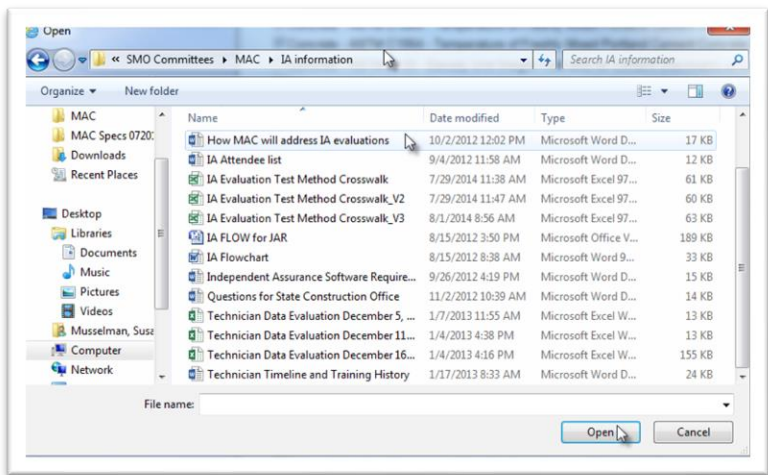 Open
« SMO Committees ▸ MAC ▸ IA information
Search IA information
Organize ▾ New folder
MAC
MAC Specs 0720
Downloads
Recent Places
Desktop
Libraries
Documents
Music
Pictures
Videos
Musselman, Susa
Computer
Network
Name Date modified Type Size
How MAC will address IA evaluations 10/2/2012 12:02 PM Microsoft Word D... 17 KB
IA Attendee list 9/4/2012 11:58 AM Microsoft Word D... 12 KB
IA Evaluation Test Method Crosswalk 7/29/2014 11:38 AM Microsoft Excel 97... 61 KB
IA Evaluation Test Method Crosswalk_V2 7/29/2014 11:47 AM Microsoft Excel 97... 60 KB
IA Evaluation Test Method Crosswalk_V3 8/1/2014 8:56 AM Microsoft Excel 97... 63 KB
IA FLOW for JAR 8/15/2012 3:50 PM Microsoft Office V... 189 KB
IA Flowchart 8/15/2012 8:38 AM Microsoft Word 9... 33 KB
Independent Assurance Software Require... 9/26/2012 4:19 PM Microsoft Word D... 15 KB
Questions for State Construction Office 11/2/2012 10:39 AM Microsoft Word D... 14 KB
Technician Data Evaluation December 5, ... 1/7/2013 11:55 AM Microsoft Excel W... 13 KB
Technician Data Evaluation December 11... 1/4/2013 4:38 PM Microsoft Excel W... 13 KB
Technician Data Evaluation December 16... 1/4/2013 4:16 PM Microsoft Excel W... 155 KB
Technician Timeline and Training History 1/17/2013 8:33 AM Microsoft Word D... 24 KB
File name:
Open Cancel